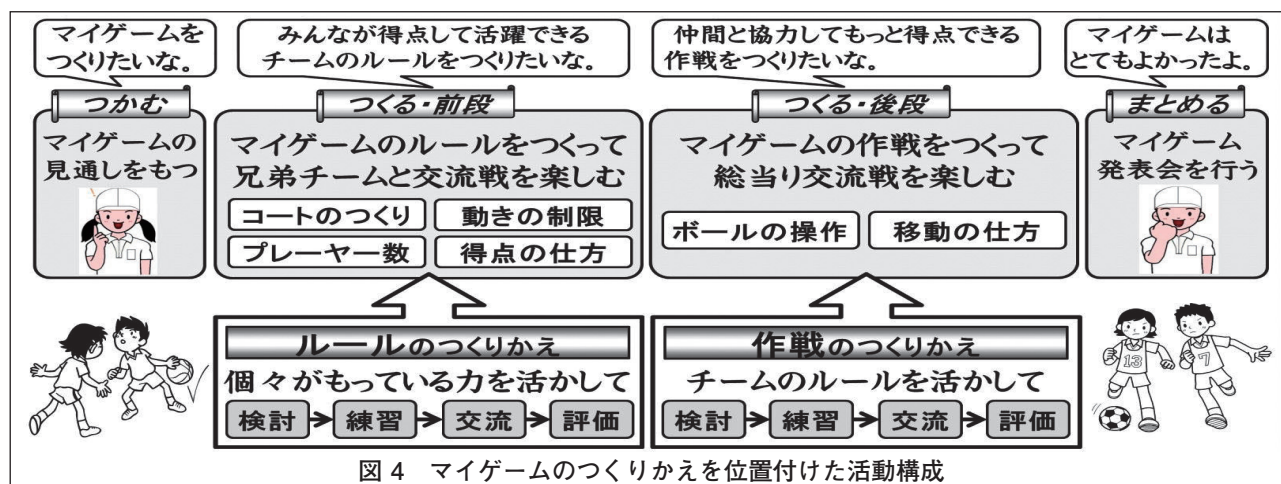 マイゲームを
つくりたいな。
みんなが得点して活躍できる
チームのルールをつくりたいな。
仲間と協力してもっと得点できる
作戦をつくりたいな。
マイゲームは
とてもよかったよ。
つかむ
マイゲームの
見通しをもつ
つくる・前段
マイゲームのルールをつくって
兄弟チームと交流戦を楽しむ
コートのつくり
動きの制限
プレーヤー数
得点の仕方
つくる・後段
マイゲームの作戦をつくって
総当り交流戦を楽しむ
ボールの操作
移動の仕方
まとめる
マイゲーム
発表会を行う
ルールのつくりかえ
個々がもっている力を活かして
検討
練習
交流
評価
作戦のつくりかえ
チームのルールを活かして
検討
練習
交流
評価
13
7
図4 マイゲームのつくりかえを位置付けた活動構成